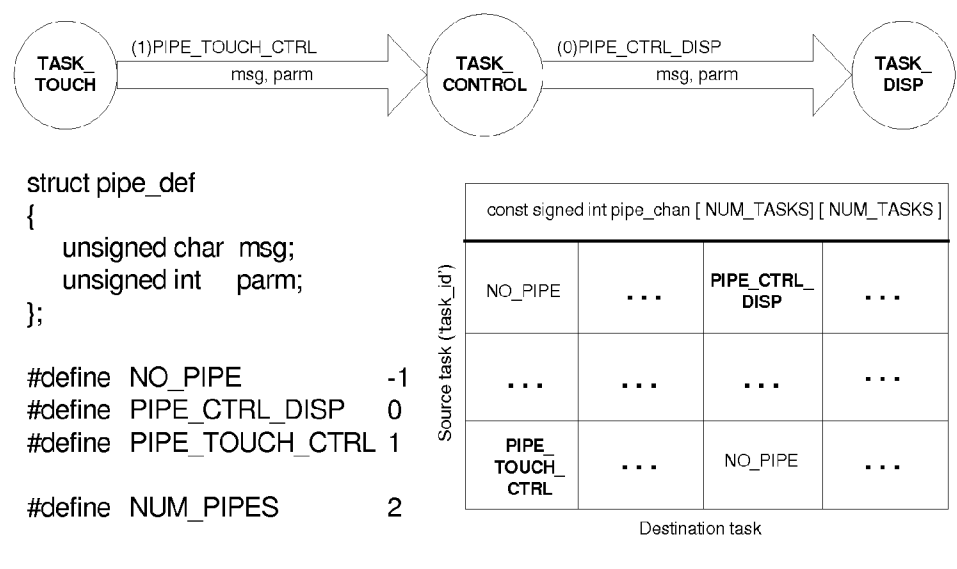 (1)PIPE_TOUCH_CTRL
(0)PIPE_CTRL_DISP
TASK_
TOUCH
msg, parm
TASK_
CONTROL
msg, parm
TASK_
DISP
struct pipe_def
{
unsigned char msg;
unsigned int parm;
};
#define NO_PIPE -1
#define PIPE_CTRL_DISP 0
#define PIPE_TOUCH_CTRL 1
#define NUM_PIPES 2
const signed int pipe_chan [ NUM_TASKS] [ NUM_TASKS ]
Source task ('task_id')
NO_PIPE
...
PIPE_CTRL_
DISP
...
...
...
...
...
PIPE_
TOUCH_
CTRL
...
NO_PIPE
...
Destination task